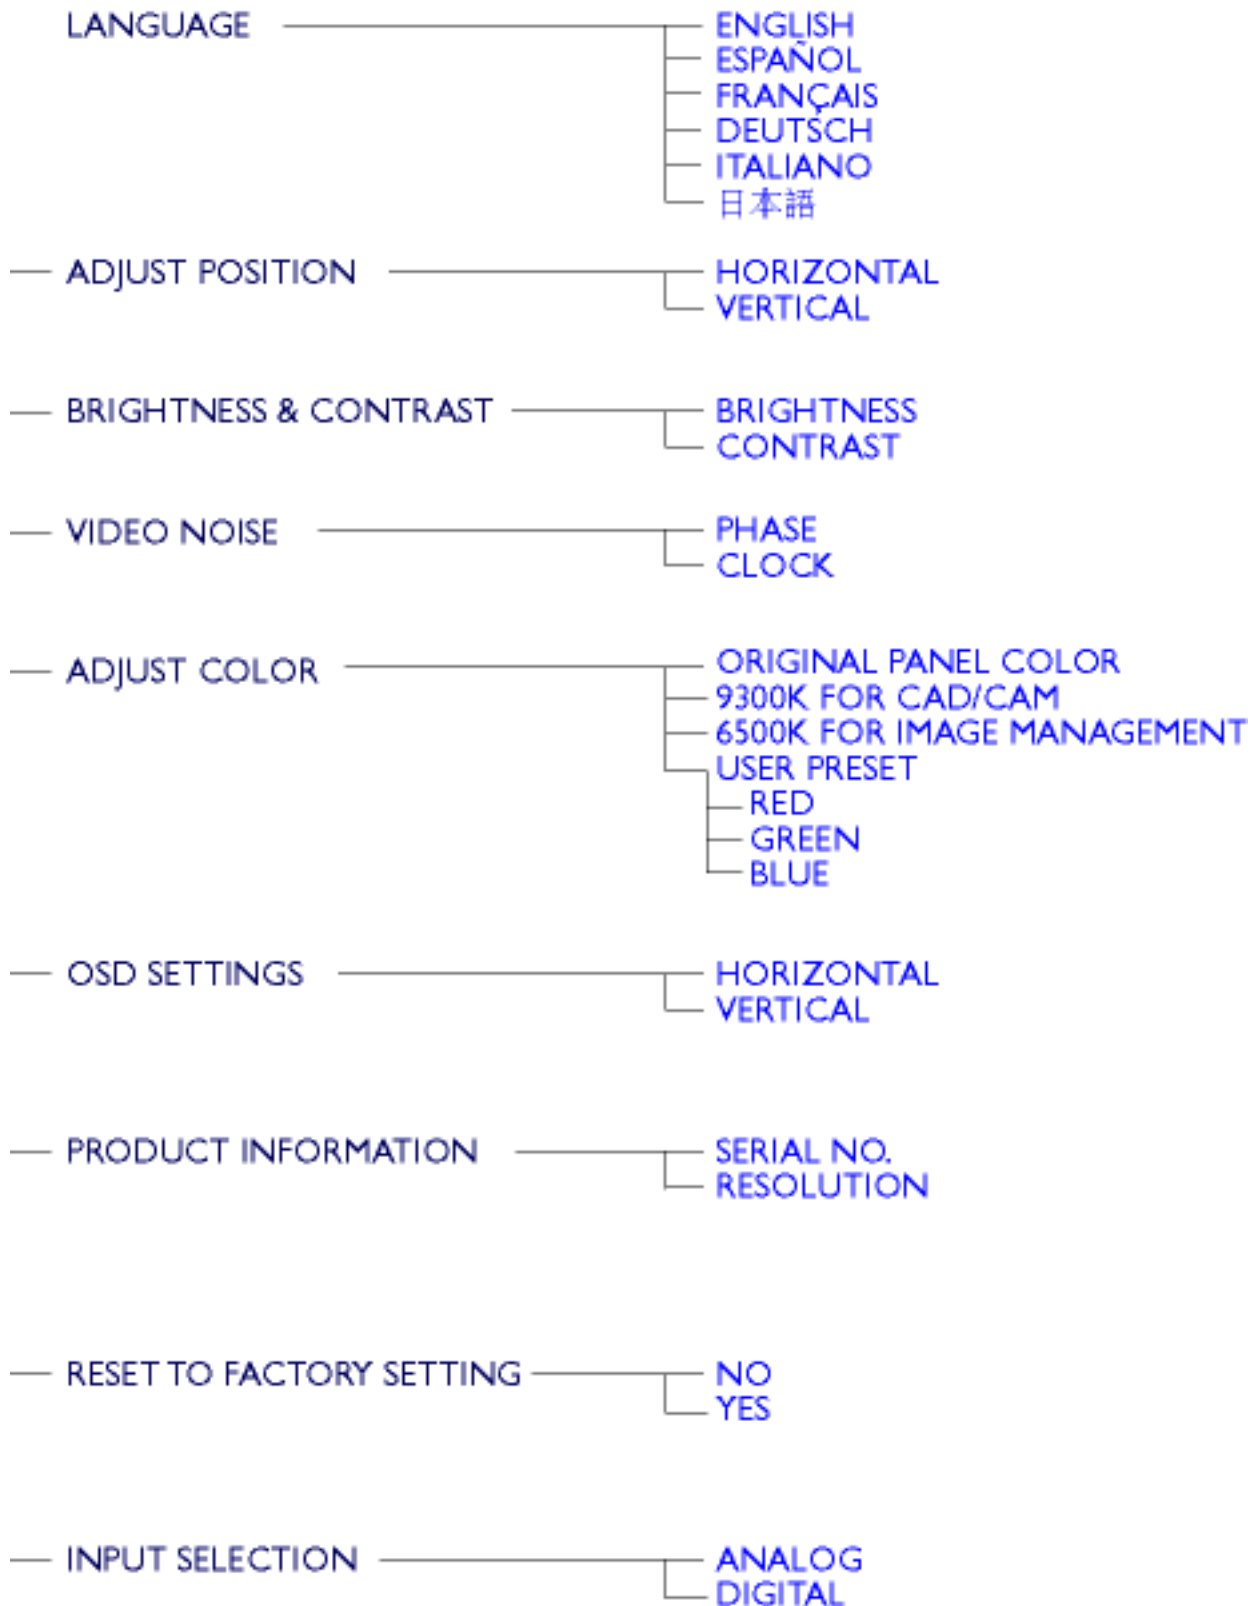 LANGUAGE ENGLISH
ESPAÑOL
FRANÇAIS
DEUTSCH
ITALIANO
日本語
ADJUST POSITION HORIZONTAL
VERTICAL
BRIGHTNESS & CONTRAST BRIGHTNESS
CONTRAST
VIDEO NOISE PHASE
CLOCK
ADJUST COLOR ORIGINAL PANEL COLOR
9300K FOR CAD/CAM
6500K FOR IMAGE MANAGEMENT
USER PRESET
RED
GREEN
BLUE
OSD SETTINGS HORIZONTAL
VERTICAL
PRODUCT INFORMATION SERIAL NO.
RESOLUTION
RESET TO FACTORY SETTING NO
YES
INPUT SELECTION ANALOG
DIGITAL